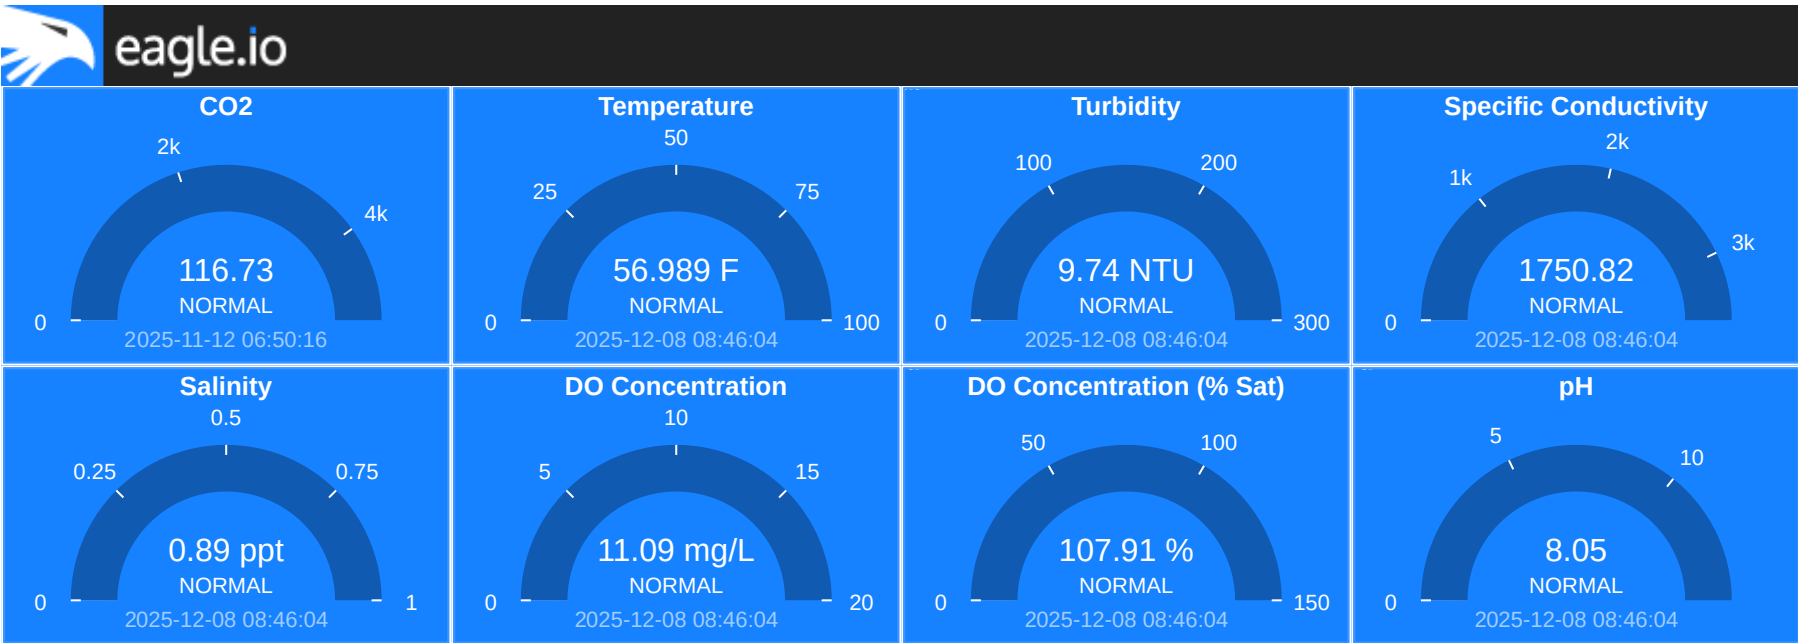 eagle.io
CO2
2k
4k
116.73
NORMAL
0
2025-11-12 06:50:16
Temperature
50
25
75
56.989 F
NORMAL
0
100
2025-12-08 08:46:04
Turbidity
100
200
9.74 NTU
NORMAL
0
300
2025-12-08 08:46:04
Specific Conductivity
2k
1k
3k
1750.82
NORMAL
0
2025-12-08 08:46:04
Salinity
0.5
0.25
0.75
0.89 ppt
NORMAL
0
1
2025-12-08 08:46:04
DO Concentration
10
5
15
11.09 mg/L
NORMAL
0
20
2025-12-08 08:46:04
DO Concentration (% Sat)
50
100
107.91 %
NORMAL
0
150
2025-12-08 08:46:04
pH
5
10
8.05
NORMAL
0
2025-12-08 08:46:04